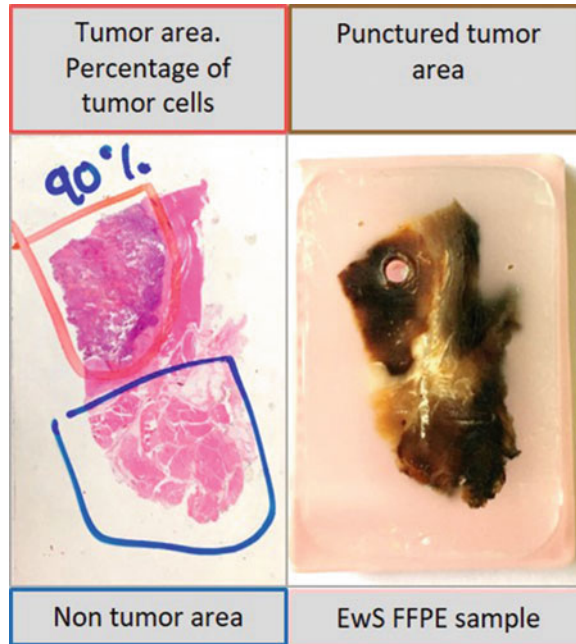 Tumor area.
Percentage of
tumor cells
Punctured tumor
area
90%.
Non tumor area
EwS FFPE sample